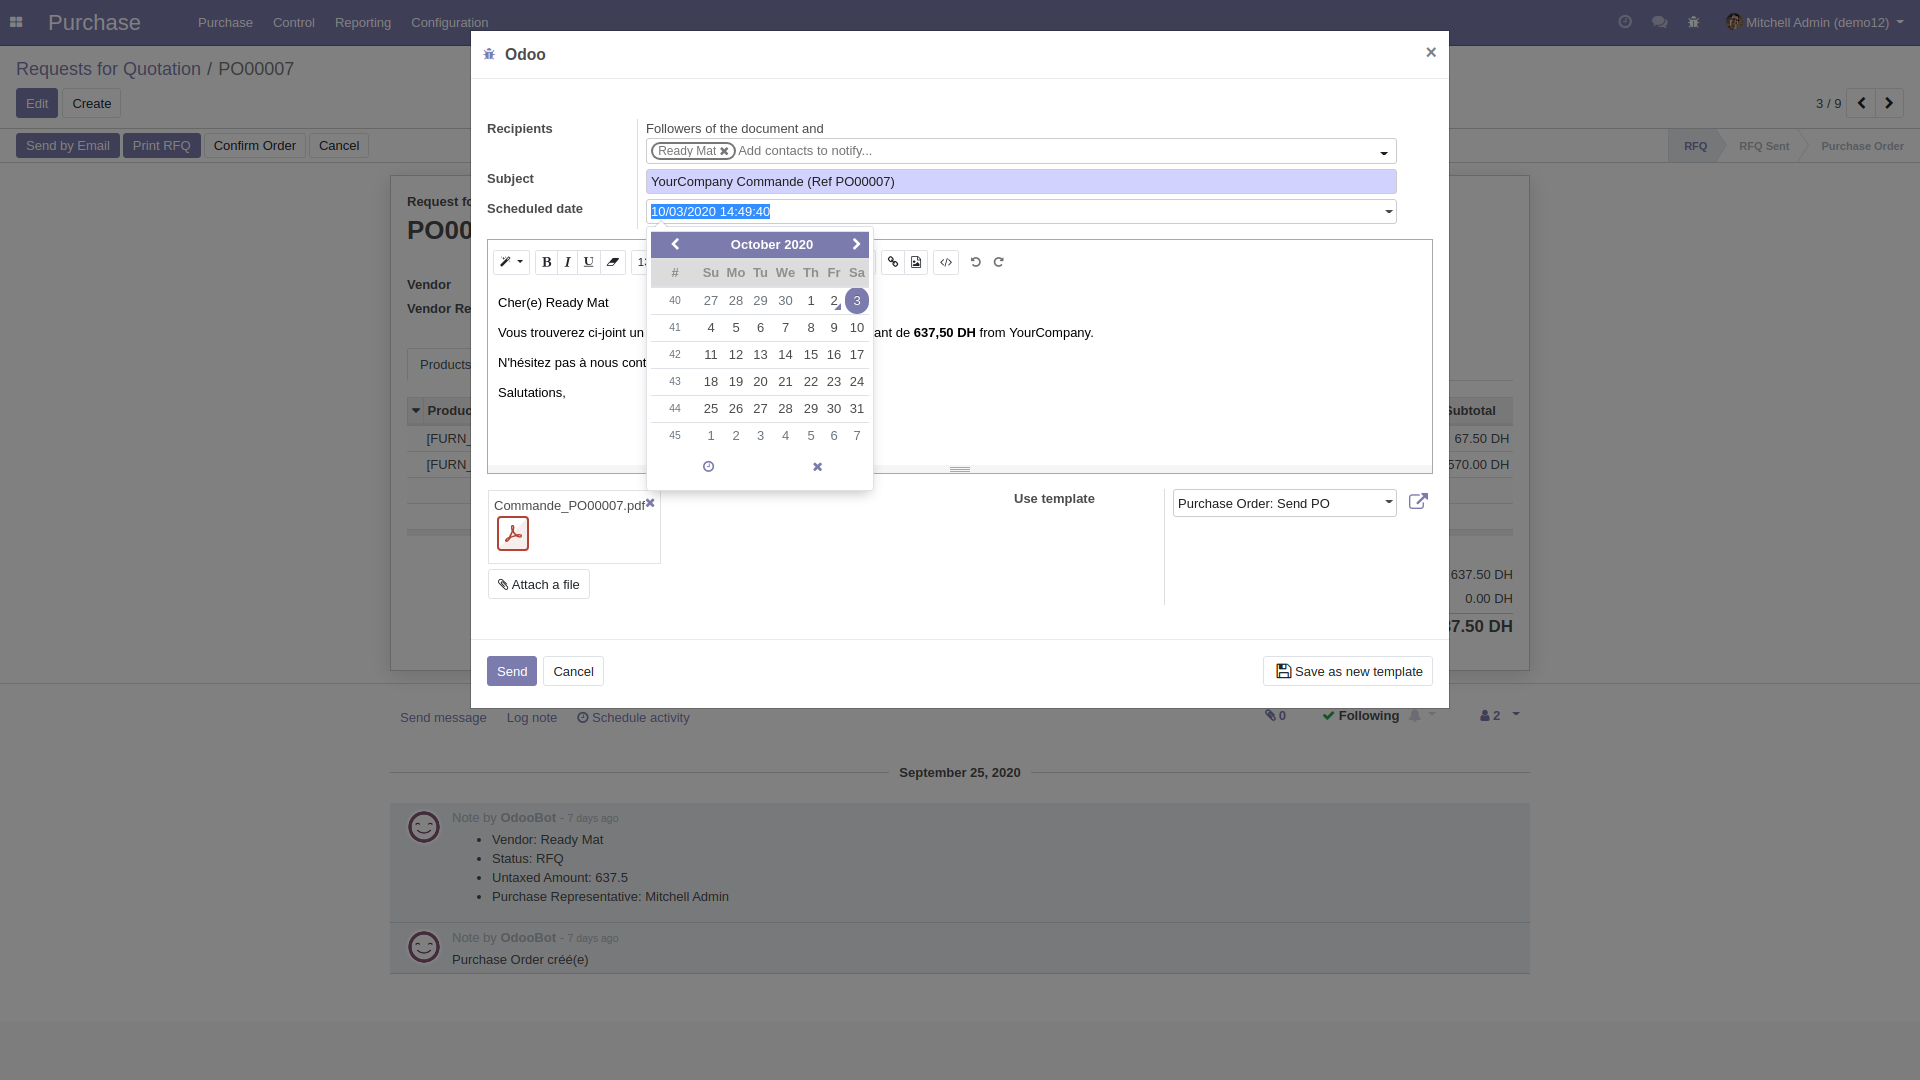 Purchase Purchase Control Reporting Configuration Mitchell Admin (demo12)
Odoo ×
Requests for Quotation / PO00007
Edit Create 3 / 9
Send by Email Print RFQ Confirm Order Cancel RFQ RFQ Sent Purchase Order
Recipients Followers of the document and
Ready Mat Add contacts to notify...
Subject YourCompany Commande (Ref PO00007)
Scheduled date 10/03/2020 14:49:40
Request fo
PO00
Vendor
Vendor Re
Products
Produc Subtotal
[FURN_ 67.50 DH
[FURN_ 570.00 DH
637.50 DH
0.00 DH
37.50 DH
October 2020
# Su Mo Tu We Th Fr Sa
40 27 28 29 30 1 2 3
41 4 5 6 7 8 9 10
42 11 12 13 14 15 16 17
43 18 19 20 21 22 23 24
44 25 26 27 28 29 30 31
45 1 2 3 4 5 6 7
B I U 13 </>
Cher(e) Ready Mat
Vous trouverez ci-joint un ant de 637,50 DH from YourCompany.
N'hésitez pas à nous cont
Salutations,
Commande_PO00007.pdf Use template Purchase Order: Send PO
Attach a file
Send Cancel Save as new template
Send message Log note Schedule activity 0 Following 2
September 25, 2020
Note by OdooBot - 7 days ago
• Vendor: Ready Mat
• Status: RFQ
• Untaxed Amount: 637.5
• Purchase Representative: Mitchell Admin
Note by OdooBot - 7 days ago
Purchase Order créé(e)